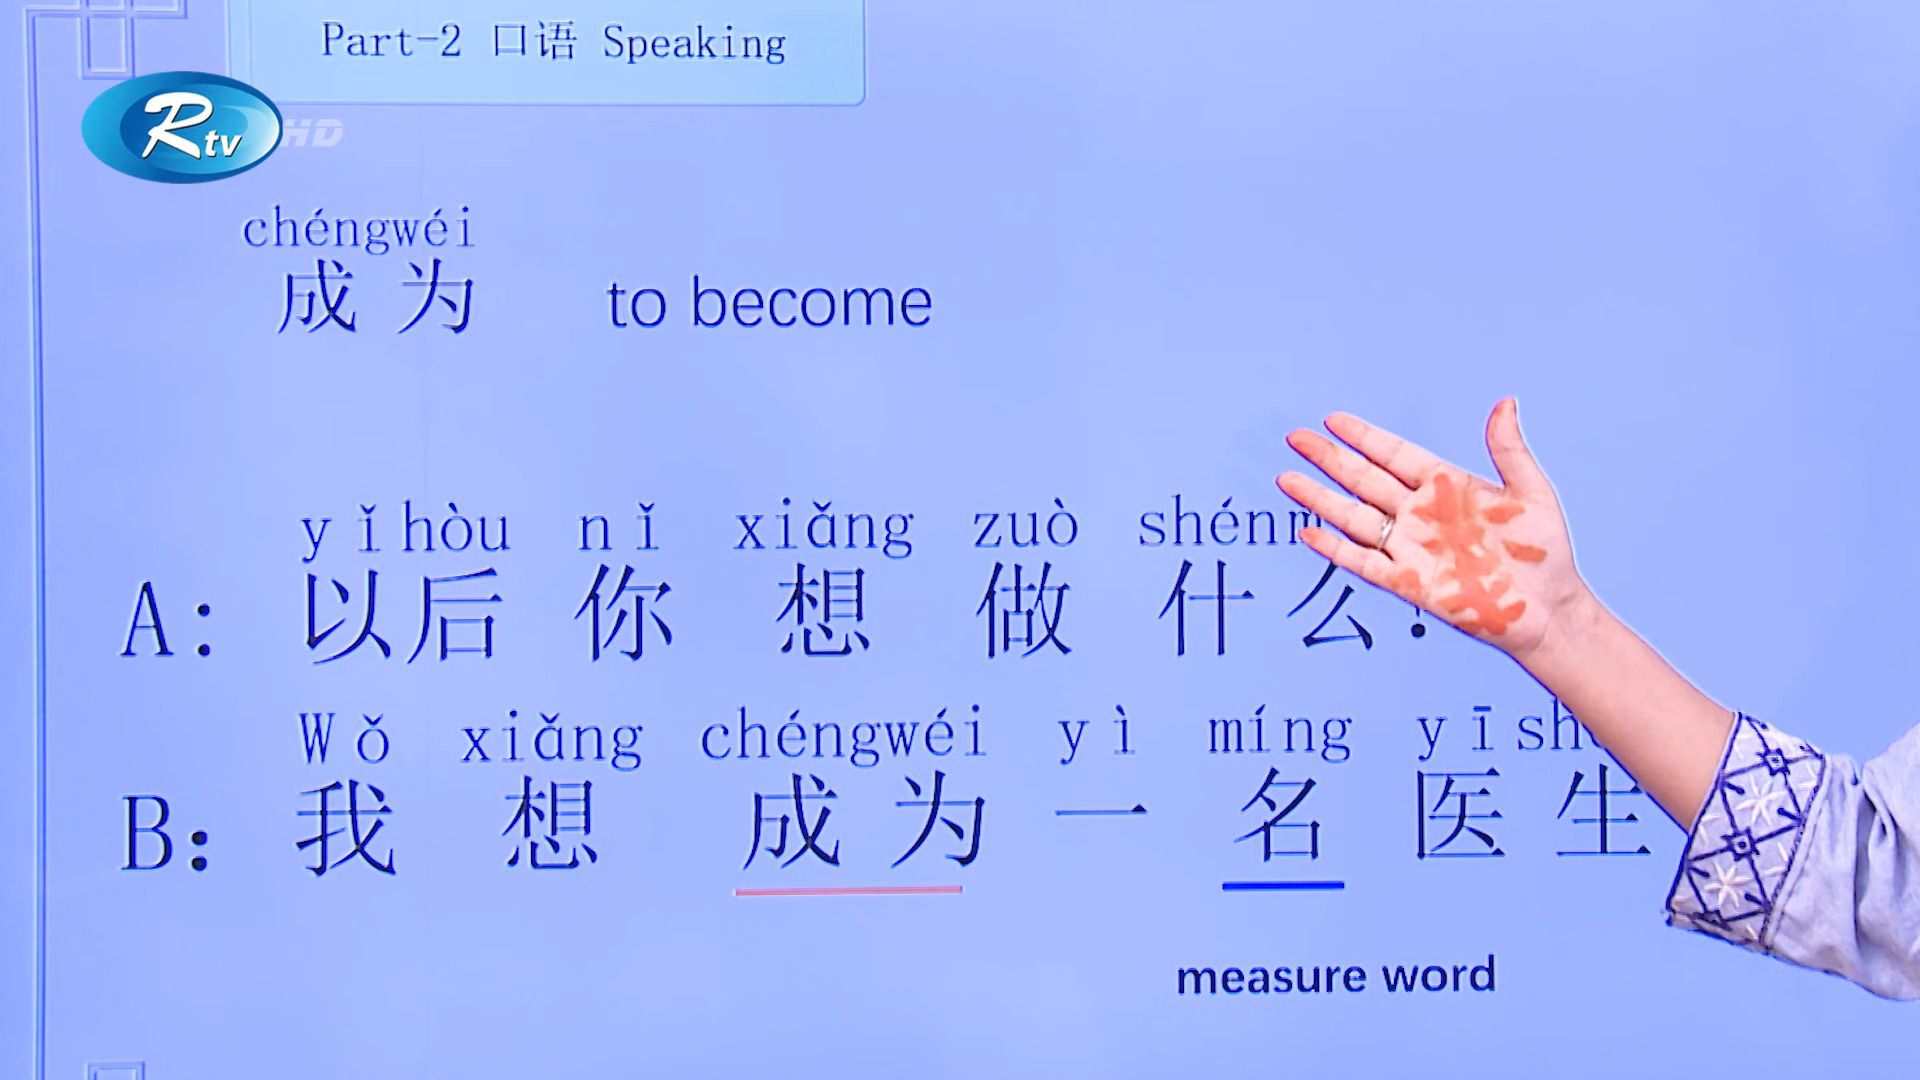 Part-2 口语 Speaking
Rtv HD
chéngwéi
成为 to become
yǐhòu nǐ xiǎng zuò
A: 以后 你 想 做 什么
Wǒ xiǎng chéngwéi yì míng
B: 我 想 成为 一 名 医生
measure word